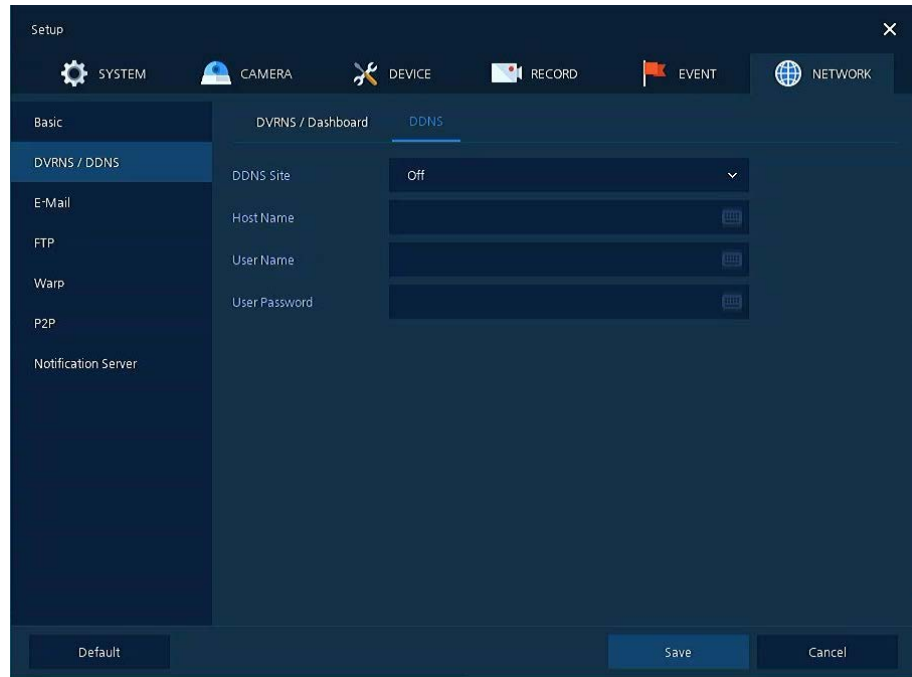 Setup
SYSTEM CAMERA DEVICE RECORD EVENT NETWORK
Basic
DVRNS / DDNS
E-Mail
FTP
Warp
P2P
Notification Server
DVRNS / Dashboard DDNS
DDNS Site Off
Host Name
User Name
User Password
Default Save Cancel